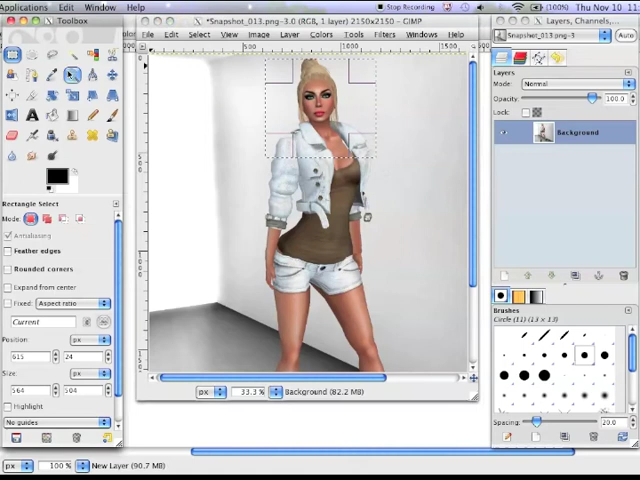 Applications Edit Window Help
Stop Recording
(100%) Thu Nov 10
Toolbox
*Snapshot_013.png-3.0 (RGB, 1 layer) 2150x2150 – GIMP
Layers, Channels,...
File Edit Select View Image Layer Colors Tools Filters Windows Help
Snapshot_013.png-3
Auto
500
1000
1500
Layers
Mode: Normal
Opacity: 100.0
Lock:
Background
Rectangle Select
Mode:
Antialiasing
Feather edges
Rounded corners
Expand from center
Fixed: Aspect ratio
Current
Position: px
615 24
Size: px
564 504
Highlight
No guides
px 33.3% Background (82.2 MB)
Brushes
Circle (11) (13 × 13)
Spacing: 20.0
px 100% New Layer (90.7 MB)